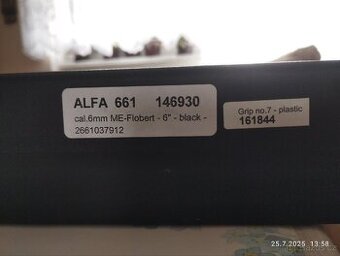 ALFA 661 146930
cal.6mm ME-Flobert - 6" - black -
2661037912
Grip no.7 - plastic
161844
25.7.2025 13:58